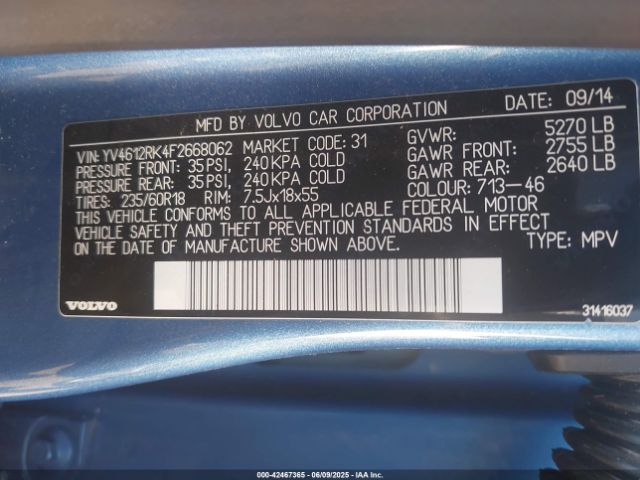 MFD BY VOLVO CAR CORPORATION DATE: 09/14
VIN: YV4612RK4F2668062 MARKET CODE: 31 GVWR: 5270 LB
PRESSURE FRONT: 35 PSI, 240 KPA COLD GAWR FRONT: 2755 LB
PRESSURE REAR: 35 PSI, 240 KPA COLD GAWR REAR: 2640 LB
TIRES: 235/60R18 RIM: 7.5Jx18x55 COLOUR: 713-46
THIS VEHICLE CONFORMS TO ALL APPLICABLE FEDERAL MOTOR
VEHICLE SAFETY AND THEFT PREVENTION STANDARDS IN EFFECT
ON THE DATE OF MANUFACTURE SHOWN ABOVE. TYPE: MPV
VOLVO 31416037
000-42467365 - 06/09/2025 - IAA Inc.